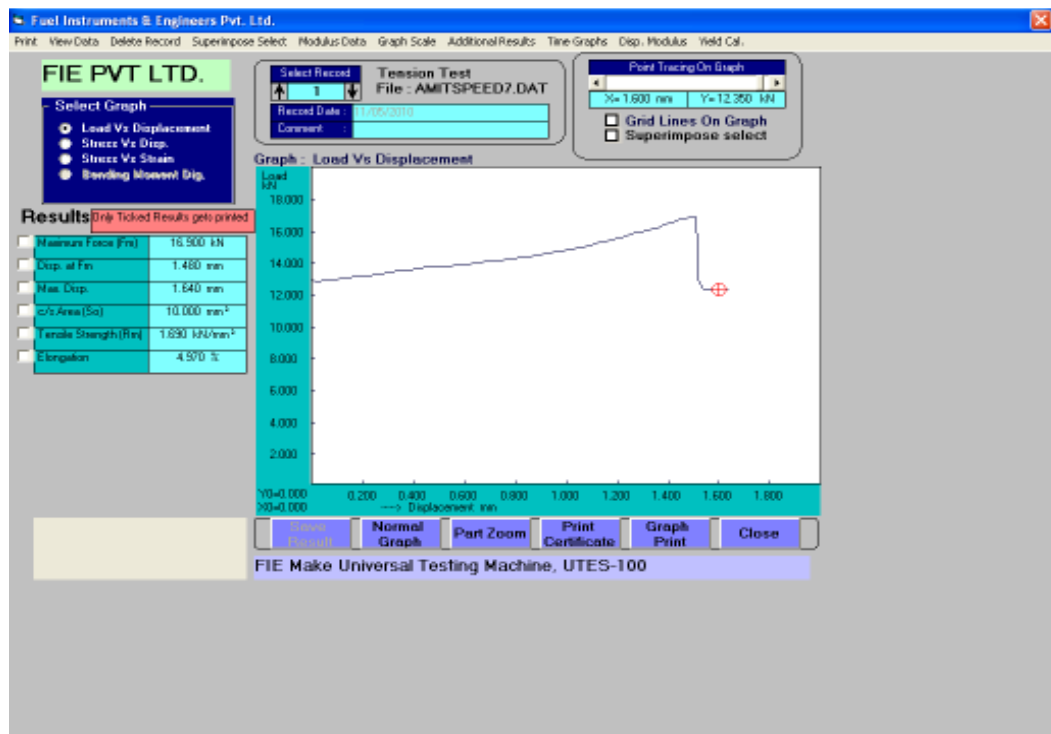 Fuel Instruments & Engineers Pvt. Ltd.
Print View Data Delete Record Superimpose Select Modulus Data Graph Scale Additional Results Time Graphs Disp. Modulus Yield Cal.
FIE PVT LTD.
Select Graph
Load Vs Displacement
Stress Vs Disp.
Stress Vs Strain
Bending Moment Dig.
Select Record
1
Tension Test
File : AMITSPEED7.DAT
Record Date : 11/05/2010
Comment :
Point Tracing On Graph
X= 1.600 mm Y= 12.350 kN
Grid Lines On Graph
Superimpose select
Results Only Ticked Results gets printed
Maximum Force (Fm) 16.900 kN
Disp. at Fm 1.480 mm
Max. Disp. 1.640 mm
c/s Area (So) 10.000 mm²
Tensile Strength (Rm) 1.690 kN/mm²
Elongation 4.970 %
Graph : Load Vs Displacement
Load
kN
18.000
16.000
14.000
12.000
10.000
8.000
6.000
4.000
2.000
Y0=0.000 0.200 0.400 0.600 0.800 1.000 1.200 1.400 1.600 1.800
X0=0.000 ---> Displacement mm
Save Result
Normal Graph
Part Zoom
Print Certificate
Graph Print
Close
FIE Make Universal Testing Machine, UTES-100